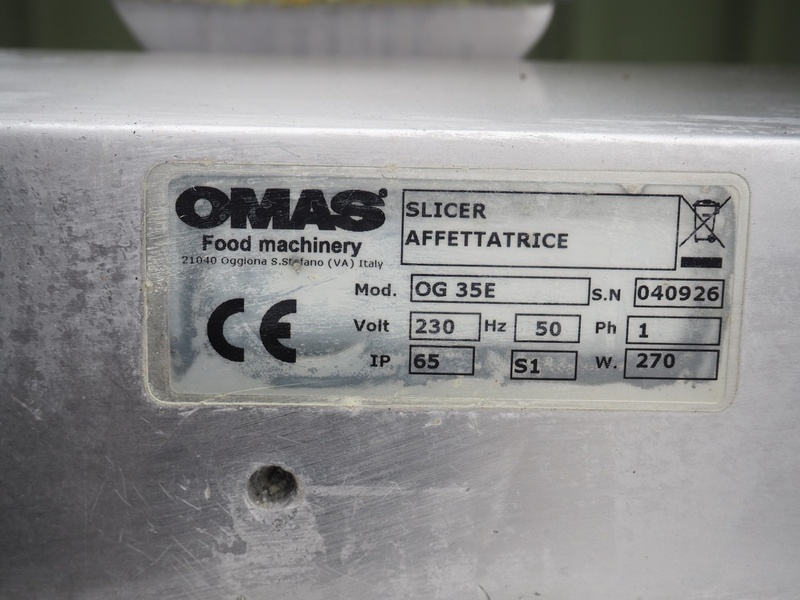 OMAS®
Food machinery
21040 Oggiona S.Stefano (VA) Italy
SLICER
AFFETTATRICE
Mod. OG 35E S.N 040926
Volt 230 Hz 50 Ph 1
IP 65 S1 W. 270
CE